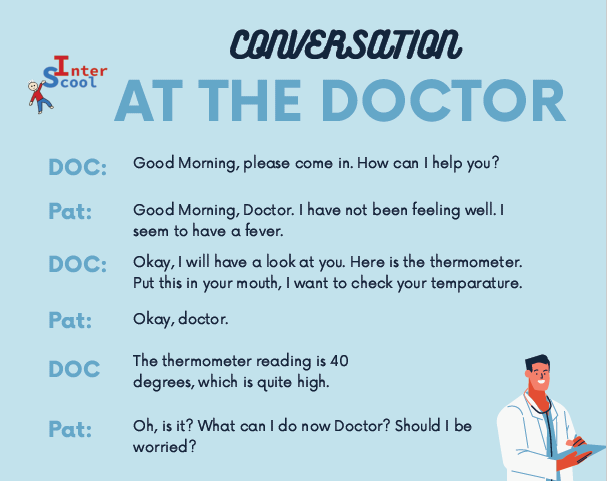 CONVERSATION
Inter
Scool
AT THE DOCTOR
DOC: Good Morning, please come in. How can I help you?
Pat: Good Morning, Doctor. I have not been feeling well. I
seem to have a fever.
DOC: Okay, I will have a look at you. Here is the thermometer.
Put this in your mouth, I want to check your temparature.
Pat: Okay, doctor.
DOC The thermometer reading is 40
degrees, which is quite high.
Pat: Oh, is it? What can I do now Doctor? Should I be
worried?